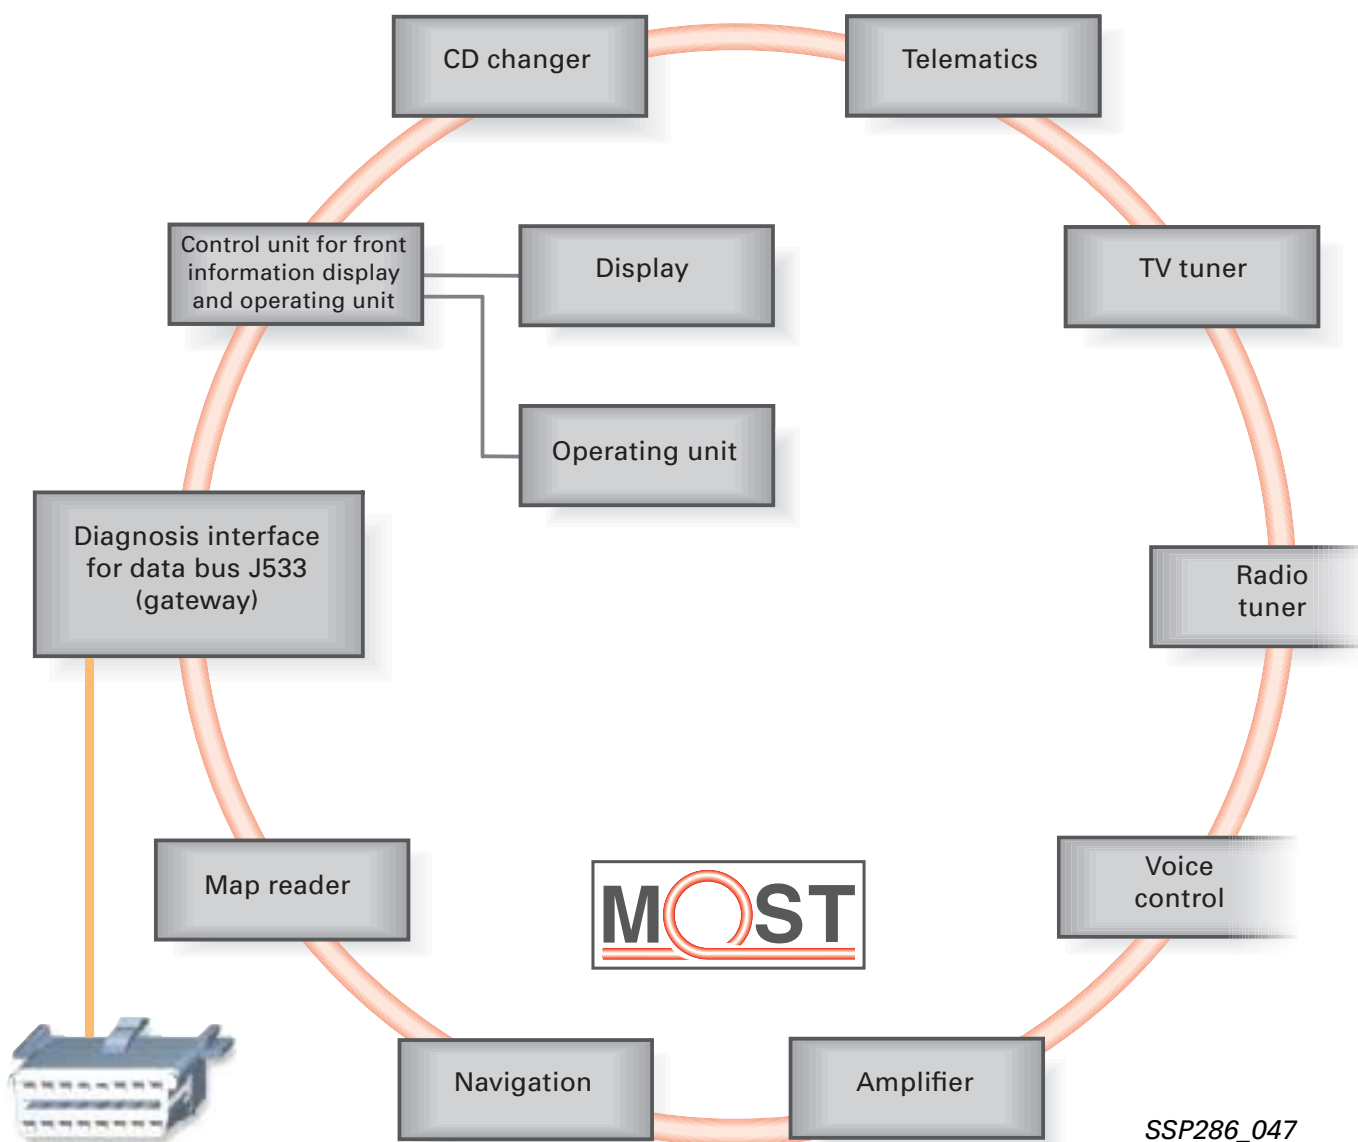 CD changer
Telematics
Control unit for front
information display
and operating unit
Display
TV tuner
Operating unit
Diagnosis interface
for data bus J533
(gateway)
Radio
tuner
Map reader
Voice
control
MOST
Navigation
Amplifier
SSP286_047